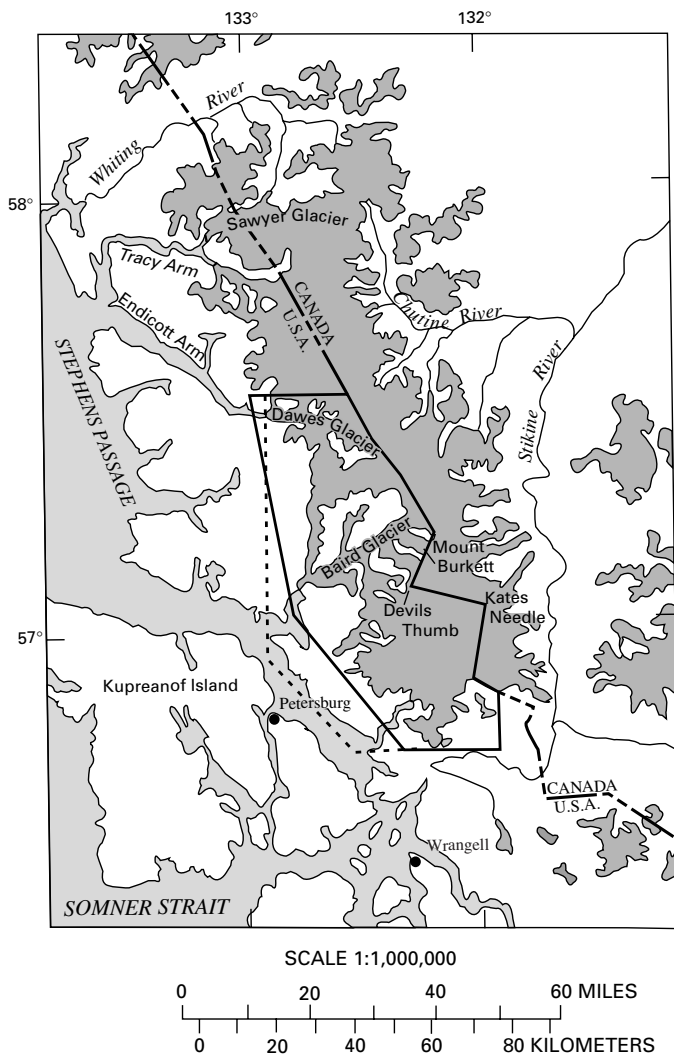 133° 132°
River
Whiting
58°
Sawyer Glacier
Tracy Arm
CANADA
U.S.A.
Endicott Arm
Chutine River
STEPHENS PASSAGE
River
Stikine
Dawes Glacier
Baird Glacier
Mount
Burkett
Devils
Thumb
Kates
Needle
57°
Kupreanof Island
Petersburg
CANADA
U.S.A.
Wrangell
SOMNER STRAIT
SCALE 1:1,000,000
0 20 40 60 MILES
0 20 40 60 80 KILOMETERS